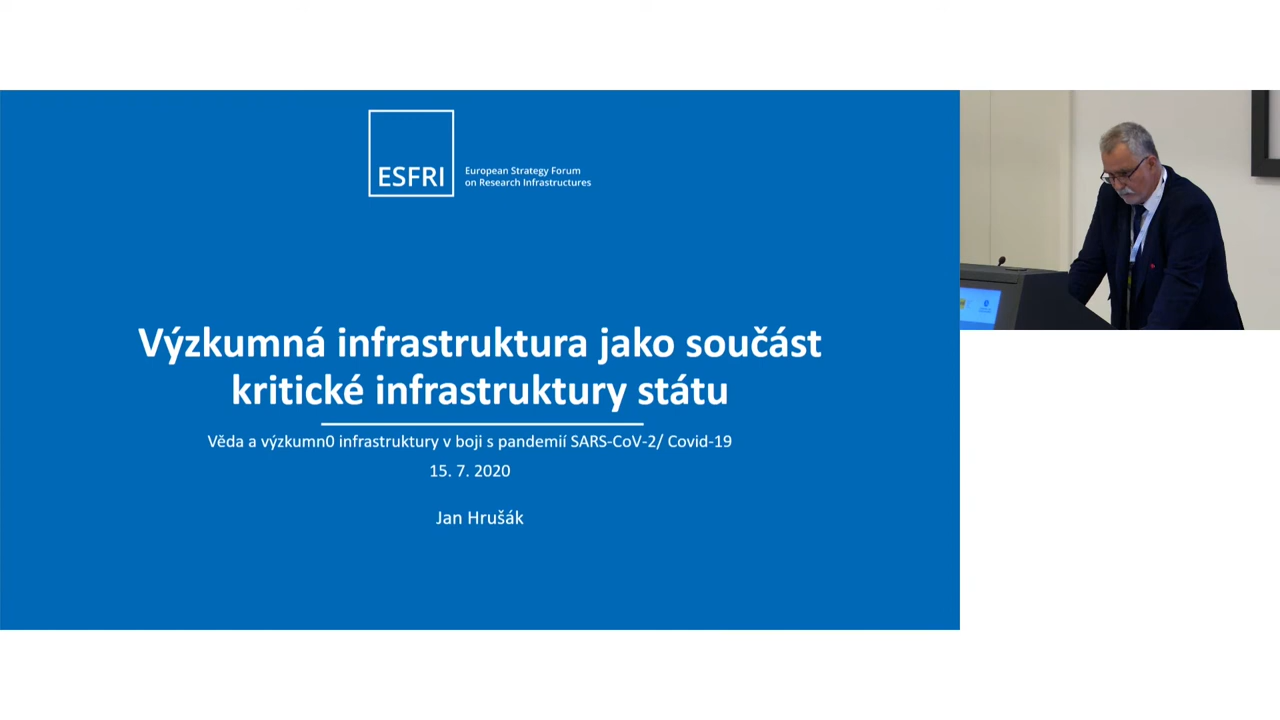 ESFRI
European Strategy Forum
on Research Infrastructures
Výzkumná infrastruktura jako součást
kritické infrastruktury státu
Věda a výzkumn0 infrastruktury v boji s pandemií SARS-CoV-2/ Covid-19
15. 7. 2020
Jan Hrušák